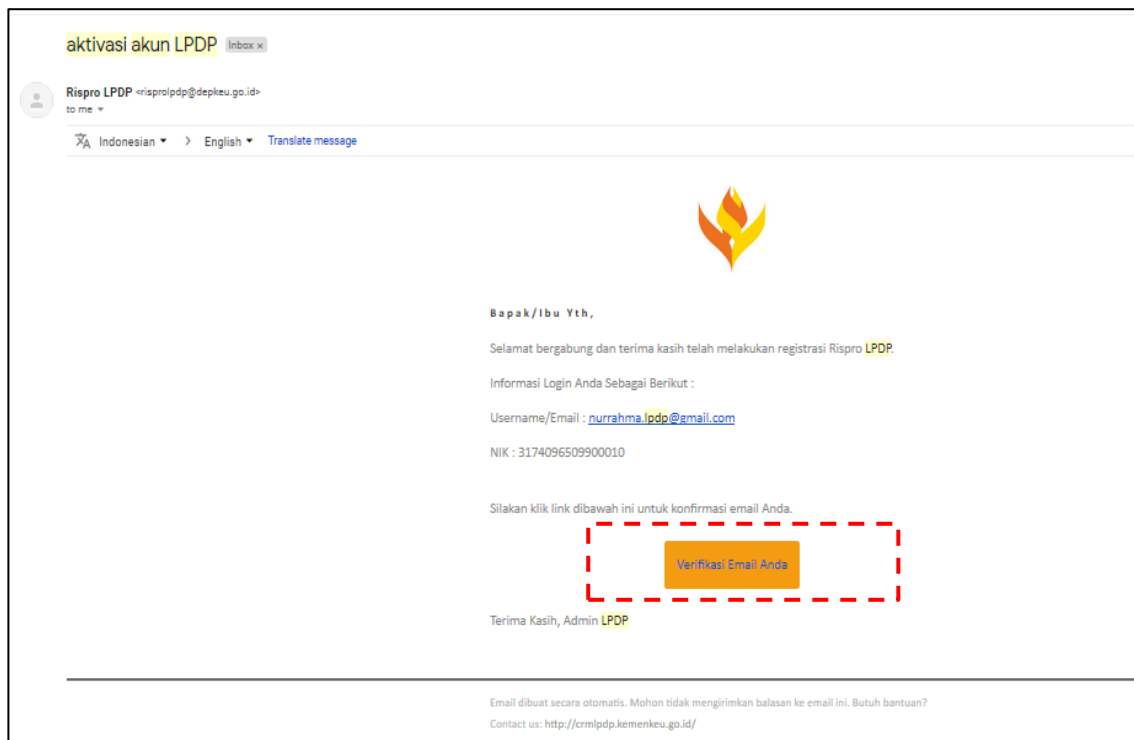 aktivasi akun LPDP Inbox x
Rispro LPDP <risprolpdp@depkeu.go.id>
to me
Indonesian > English Translate message
Bapak/Ibu Yth,
Selamat bergabung dan terima kasih telah melakukan registrasi Rispro LPDP.
Informasi Login Anda Sebagai Berikut :
Username/Email : nurrahma.lpdp@gmail.com
NIK : 3174096509900010
Silakan klik link dibawah ini untuk konfirmasi email Anda.
Verifikasi Email Anda
Terima Kasih, Admin LPDP
Email dibuat secara otomatis. Mohon tidak mengirimkan balasan ke email ini. Butuh bantuan?
Contact us: http://crmlpdp.kemenkeu.go.id/